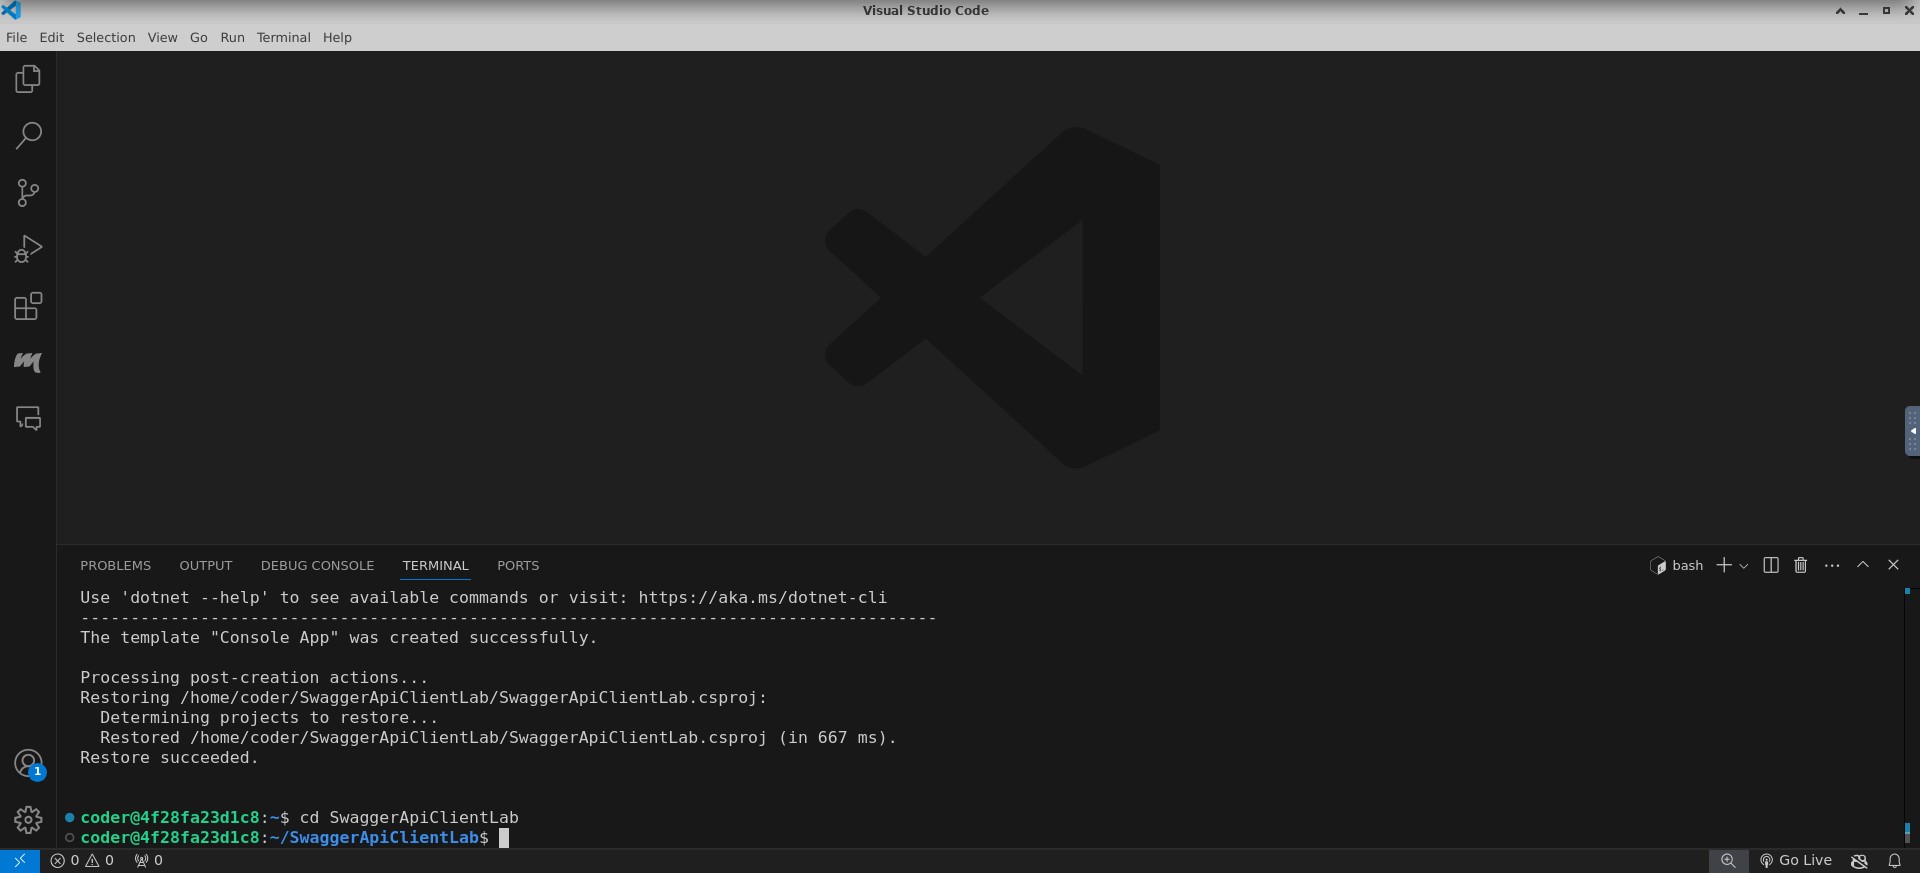 Visual Studio Code
File Edit Selection View Go Run Terminal Help
PROBLEMS OUTPUT DEBUG CONSOLE TERMINAL PORTS bash
Use 'dotnet --help' to see available commands or visit: https://aka.ms/dotnet-cli
--------------------------------------------------------------------------------------
The template "Console App" was created successfully.
Processing post-creation actions...
Restoring /home/coder/SwaggerApiClientLab/SwaggerApiClientLab.csproj:
Determining projects to restore...
Restored /home/coder/SwaggerApiClientLab/SwaggerApiClientLab.csproj (in 667 ms).
Restore succeeded.
1
coder@4f28fa23d1c8:~$ cd SwaggerApiClientLab
coder@4f28fa23d1c8:~/SwaggerApiClientLab$
0 0 0 Go Live